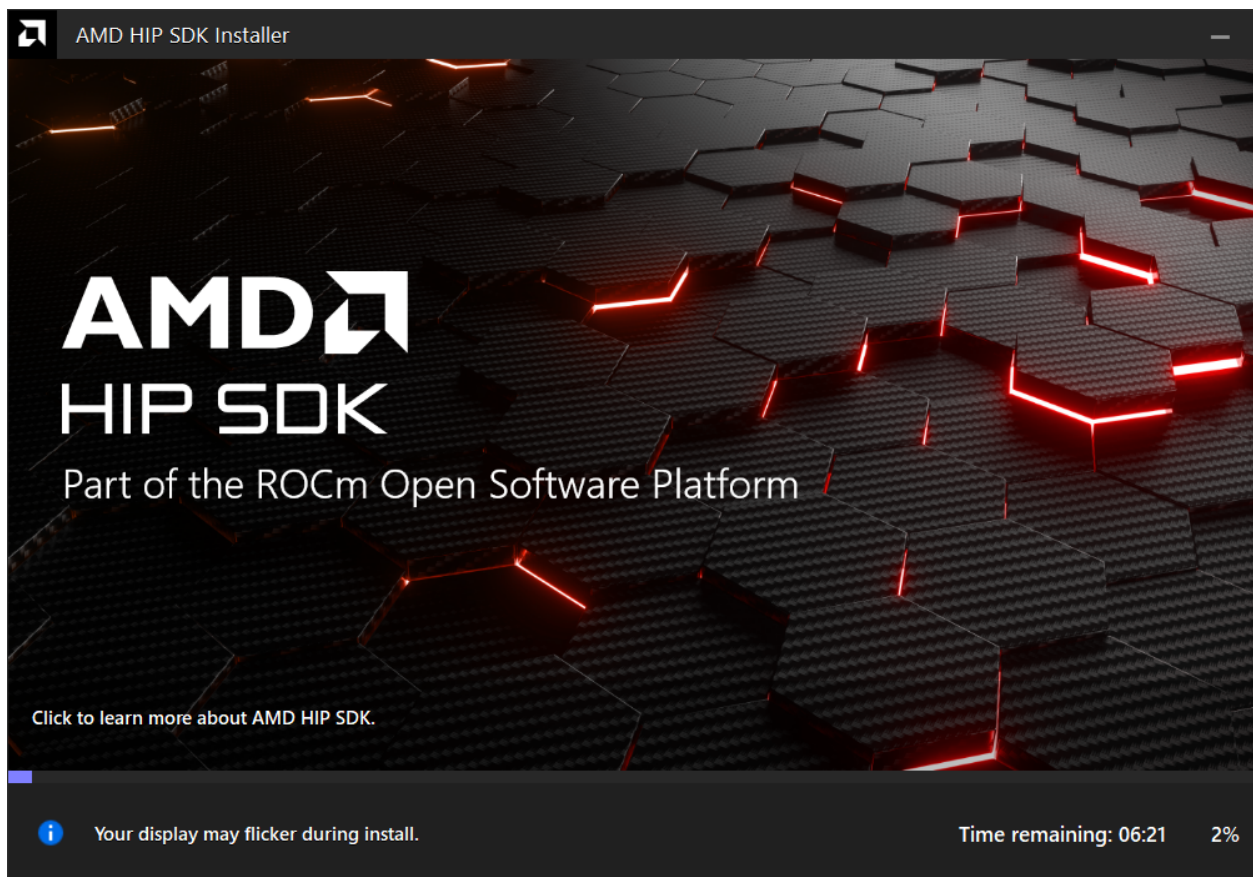 AMD HIP SDK Installer
AMD
HIP SDK
Part of the ROCm Open Software Platform
Click to learn more about AMD HIP SDK.
Your display may flicker during install.
Time remaining: 06:21 2%